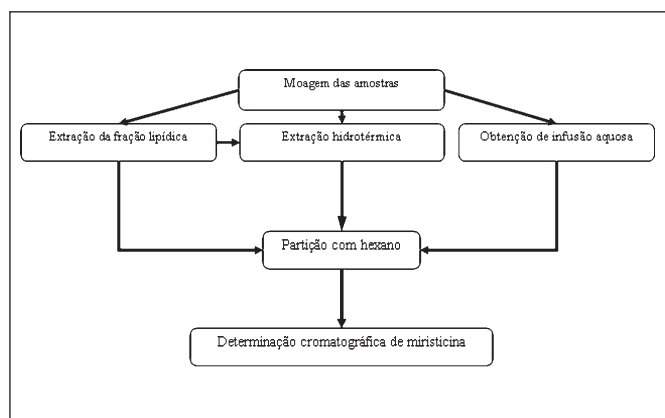 Moagem das amostras
Extração da fração lipídica
Extração hidrotérmica
Obtenção de infusão aquosa
Partição com hexano
Determinação cromatográfica de miristicina